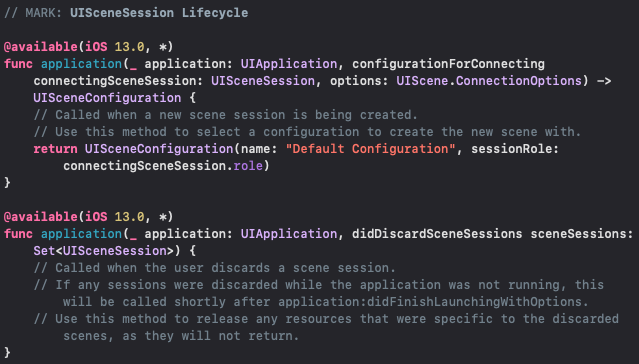 // MARK: UISceneSession Lifecycle
@available(iOS 13.0, *)
func application(_ application: UIApplication, configurationForConnecting
connectingSceneSession: UISceneSession, options: UIScene.ConnectionOptions) ->
UISceneConfiguration {
// Called when a new scene session is being created.
// Use this method to select a configuration to create the new scene with.
return UISceneConfiguration(name: "Default Configuration", sessionRole:
connectingSceneSession.role)
}
@available(iOS 13.0, *)
func application(_ application: UIApplication, didDiscardSceneSessions sceneSessions:
Set<UISceneSession>) {
// Called when the user discards a scene session.
// If any sessions were discarded while the application was not running, this
will be called shortly after application:didFinishLaunchingWithOptions.
// Use this method to release any resources that were specific to the discarded
scenes, as they will not return.
}